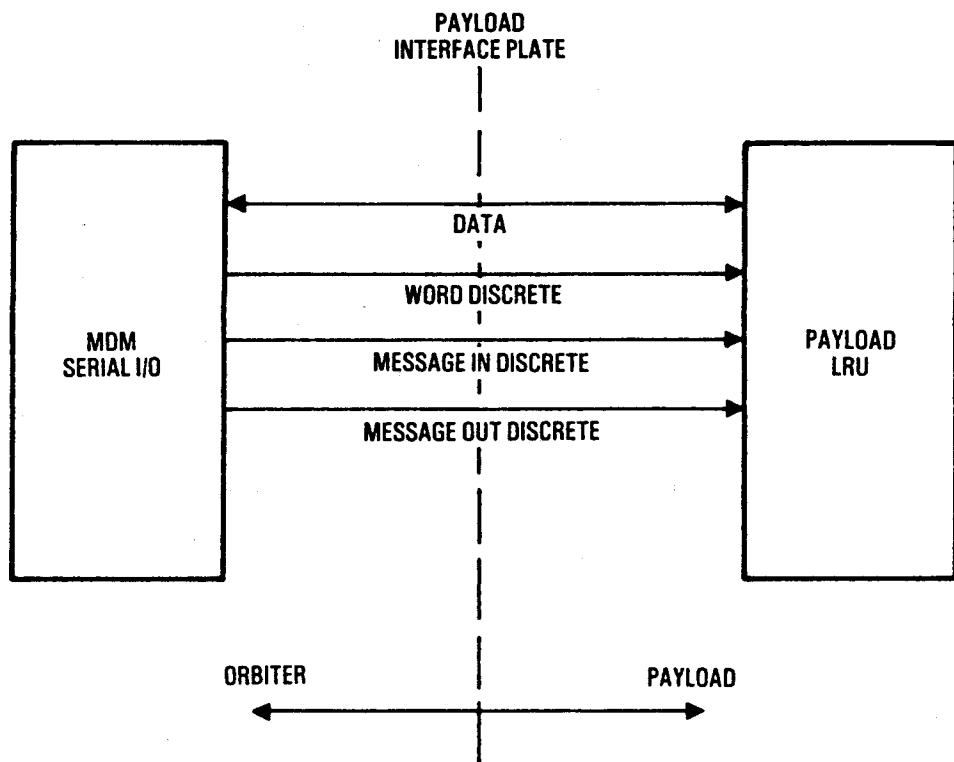 PAYLOAD
INTERFACE PLATE
DATA
WORD DISCRETE
MDM
SERIAL I/O
MESSAGE IN DISCRETE
PAYLOAD
LRU
MESSAGE OUT DISCRETE
ORBITER
PAYLOAD